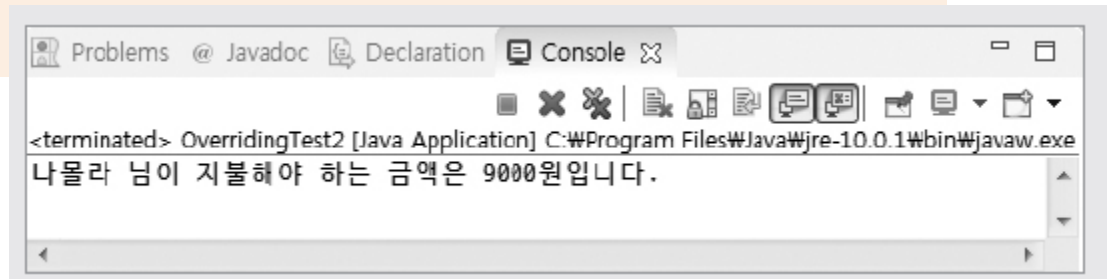 Problems @ Javadoc Declaration Console
<terminated> OverridingTest2 [Java Application] C:₩Program Files₩Java₩jre-10.0.1₩bin₩javaw.exe
나몰라 님이 지불해야 하는 금액은 9000원입니다.